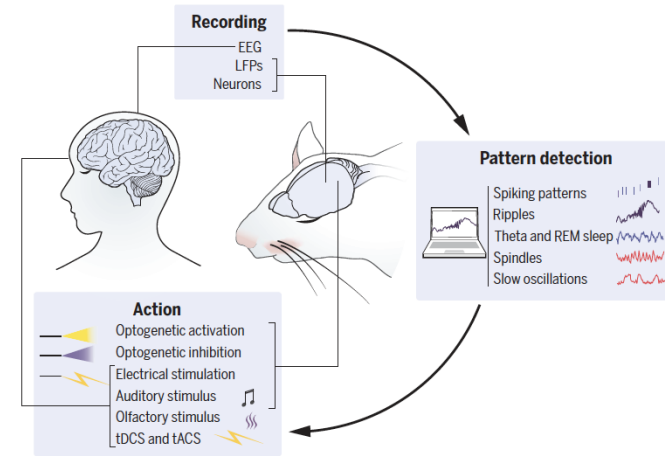 Recording
EEG
LFPs
Neurons
Pattern detection
Spiking patterns
Ripples
Theta and REM sleep
Spindles
Slow oscillations
Action
Optogenetic activation
Optogenetic inhibition
Electrical stimulation
Auditory stimulus
Olfactory stimulus
tDCS and tACS